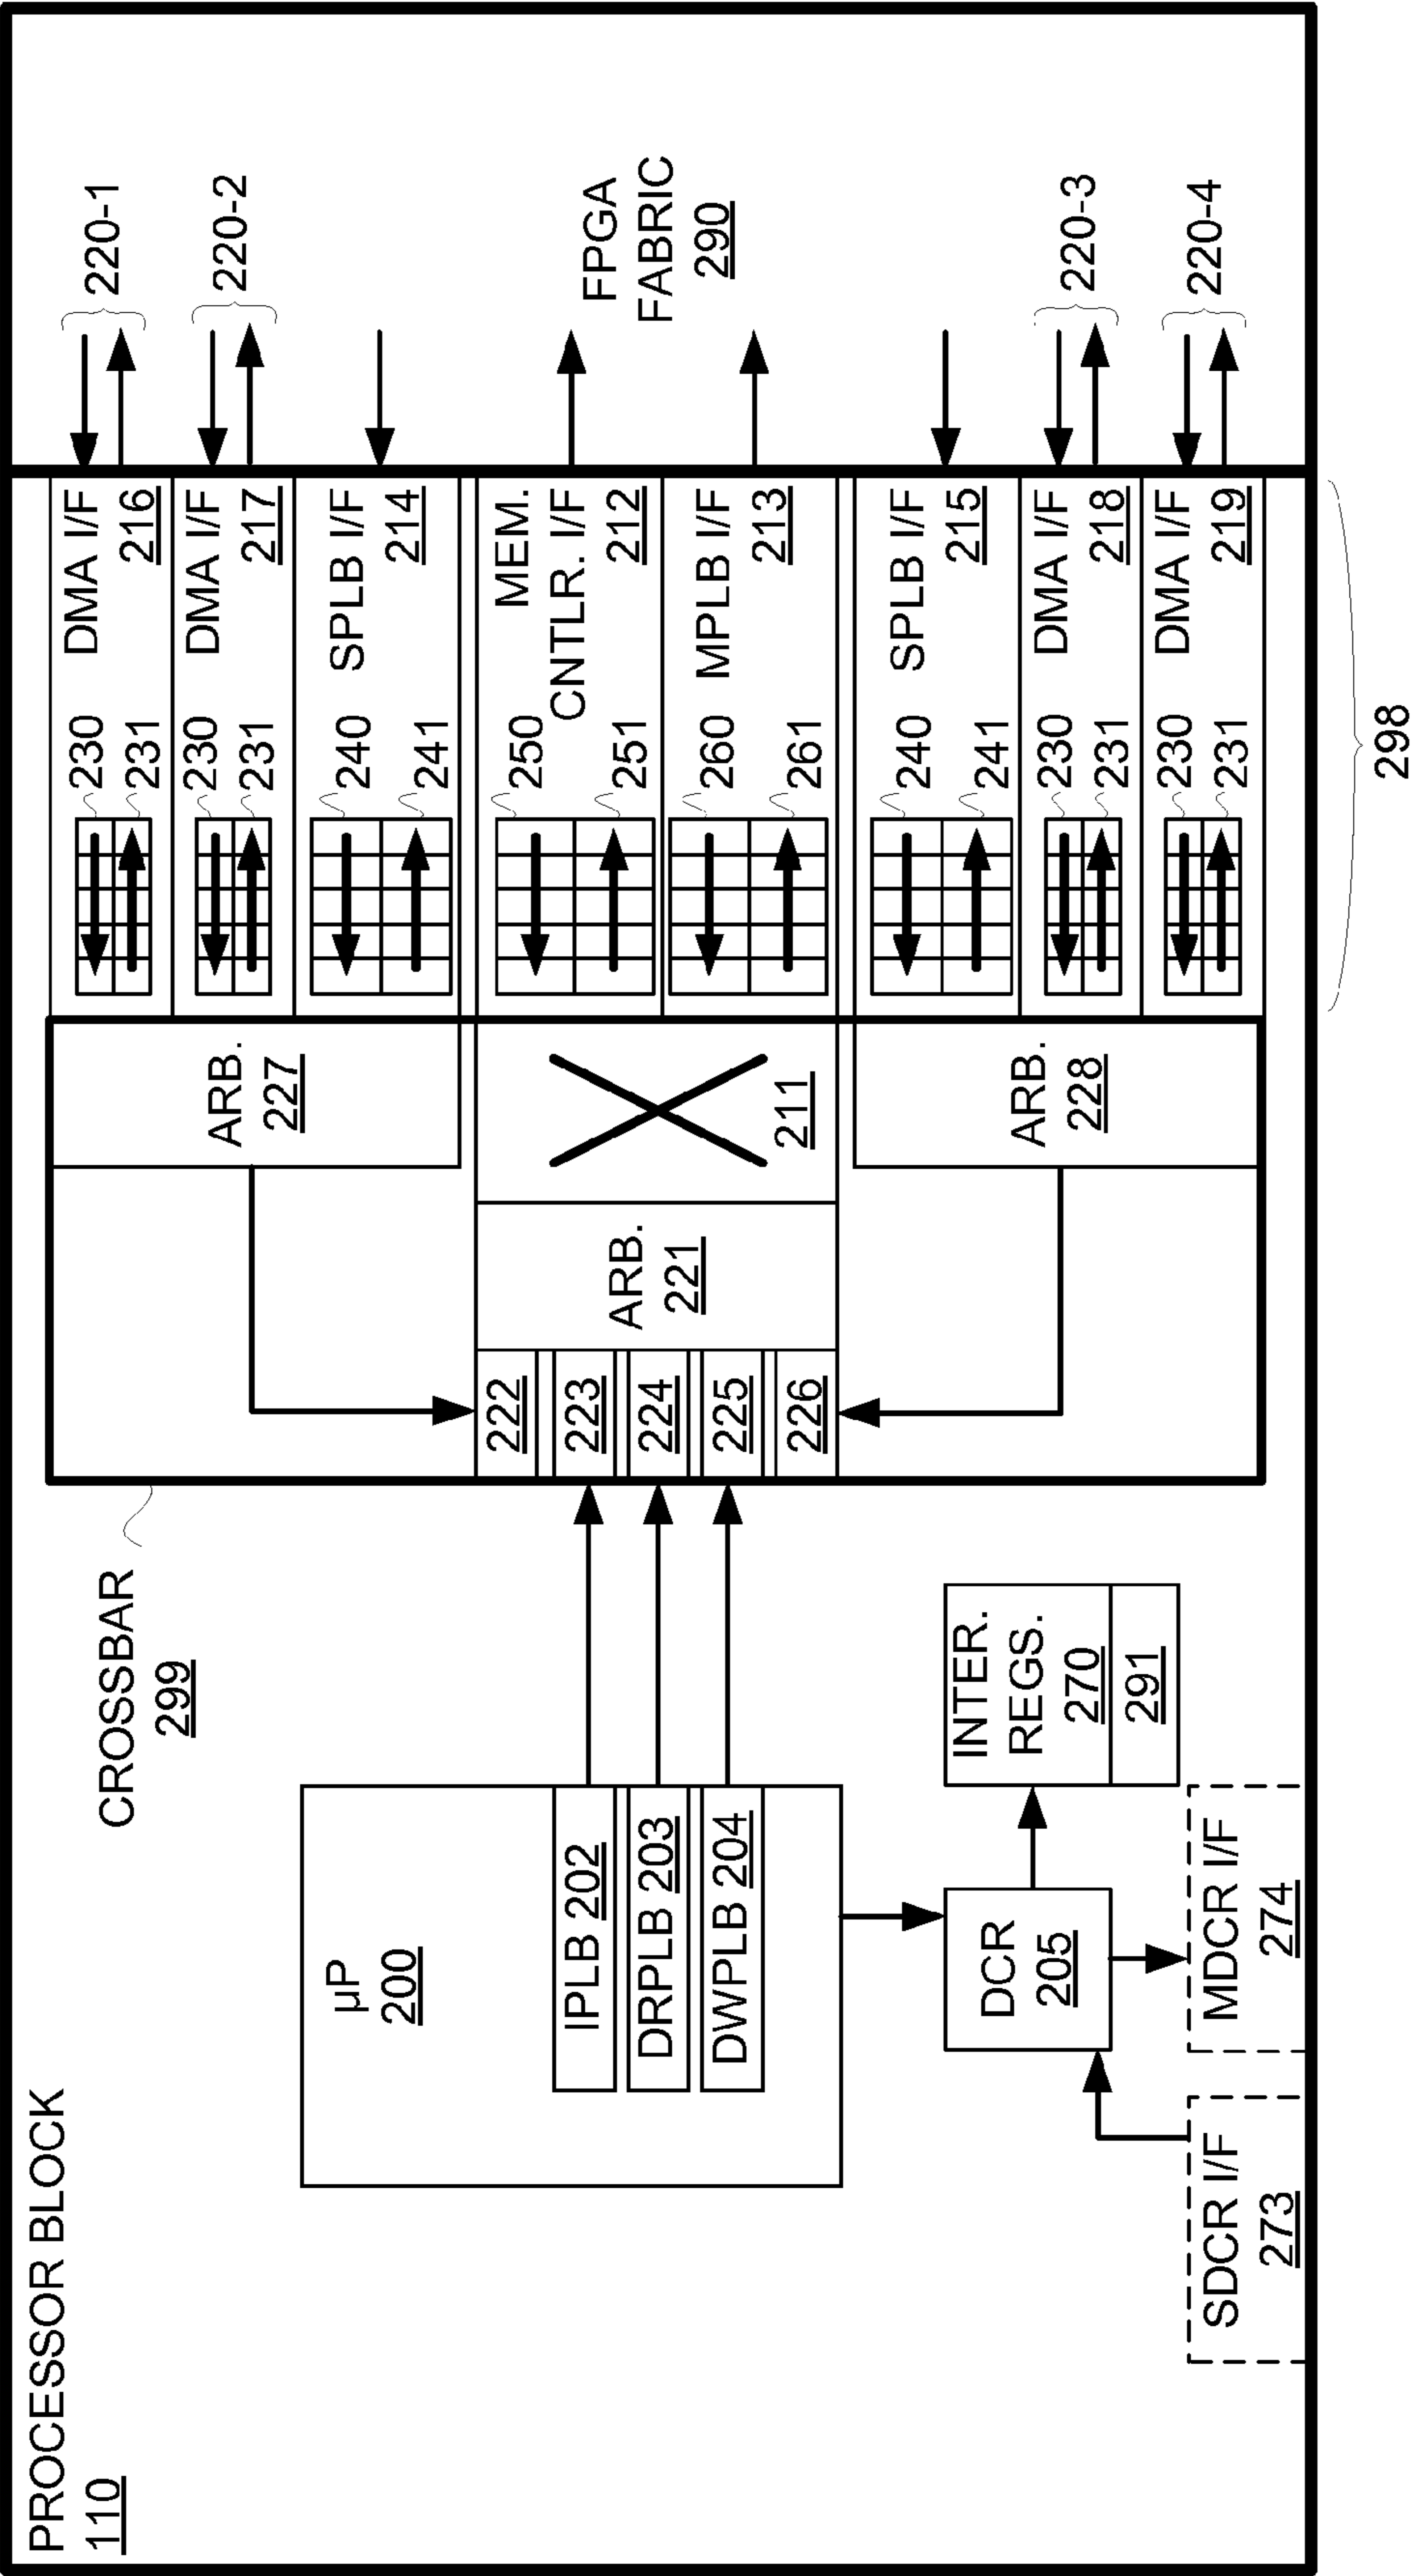 PROCESSOR BLOCK
110
CROSSBAR
299
µP
200
IPLB 202
DRPLB 203
DWPLB 204
DCR
205
INTER.
REGS.
270
291
SDCR I/F
273
MDCR I/F
274
222
223
224
225
226
ARB.
221
211
ARB.
227
ARB.
228
230
231
DMA I/F
216
230
231
DMA I/F
217
240
241
SPLB I/F
214
250
251
MEM.
CNTLR. I/F
212
260
261
MPLB I/F
213
240
241
SPLB I/F
215
230
231
DMA I/F
218
230
231
DMA I/F
219
298
220-1
220-2
FPGA
FABRIC
290
220-3
220-4